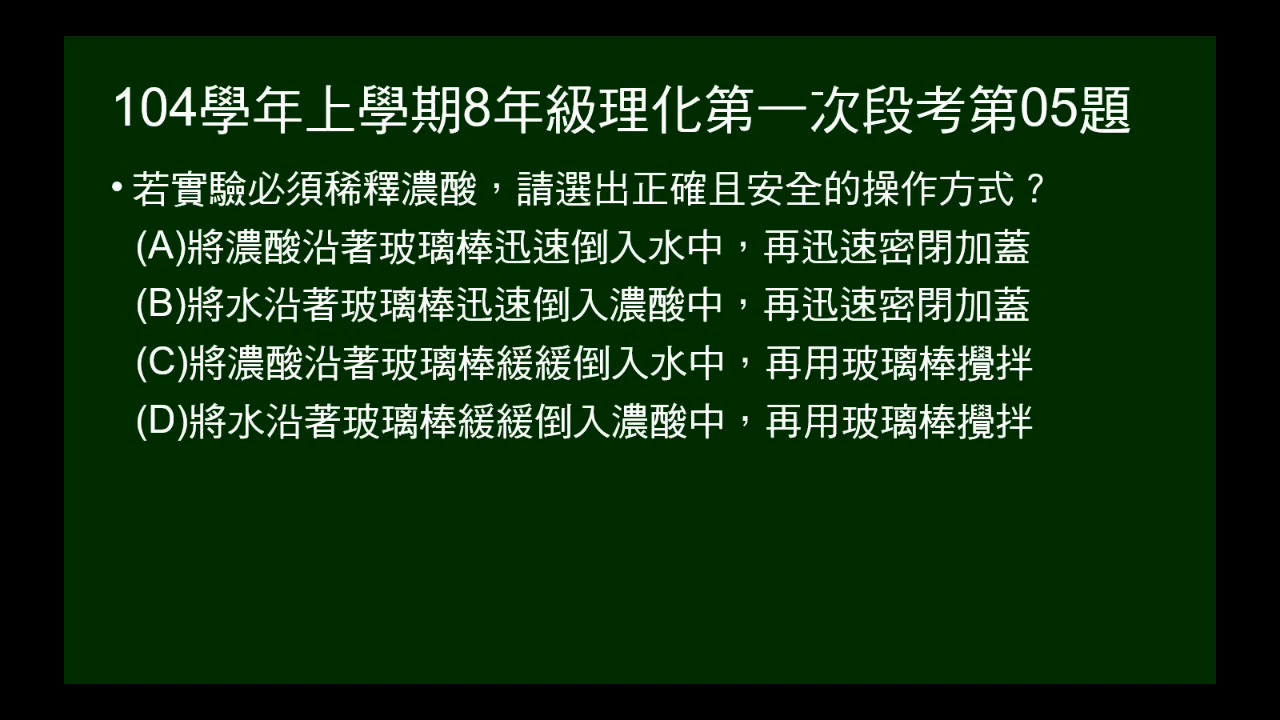 104學年上學期8年級理化第一次段考第05題
•若實驗必須稀釋濃酸，請選出正確且安全的操作方式？
(A)將濃酸沿著玻璃棒迅速倒入水中，再迅速密閉加蓋
(B)將水沿著玻璃棒迅速倒入濃酸中，再迅速密閉加蓋
(C)將濃酸沿著玻璃棒緩緩倒入水中，再用玻璃棒攪拌
(D)將水沿著玻璃棒緩緩倒入濃酸中，再用玻璃棒攪拌